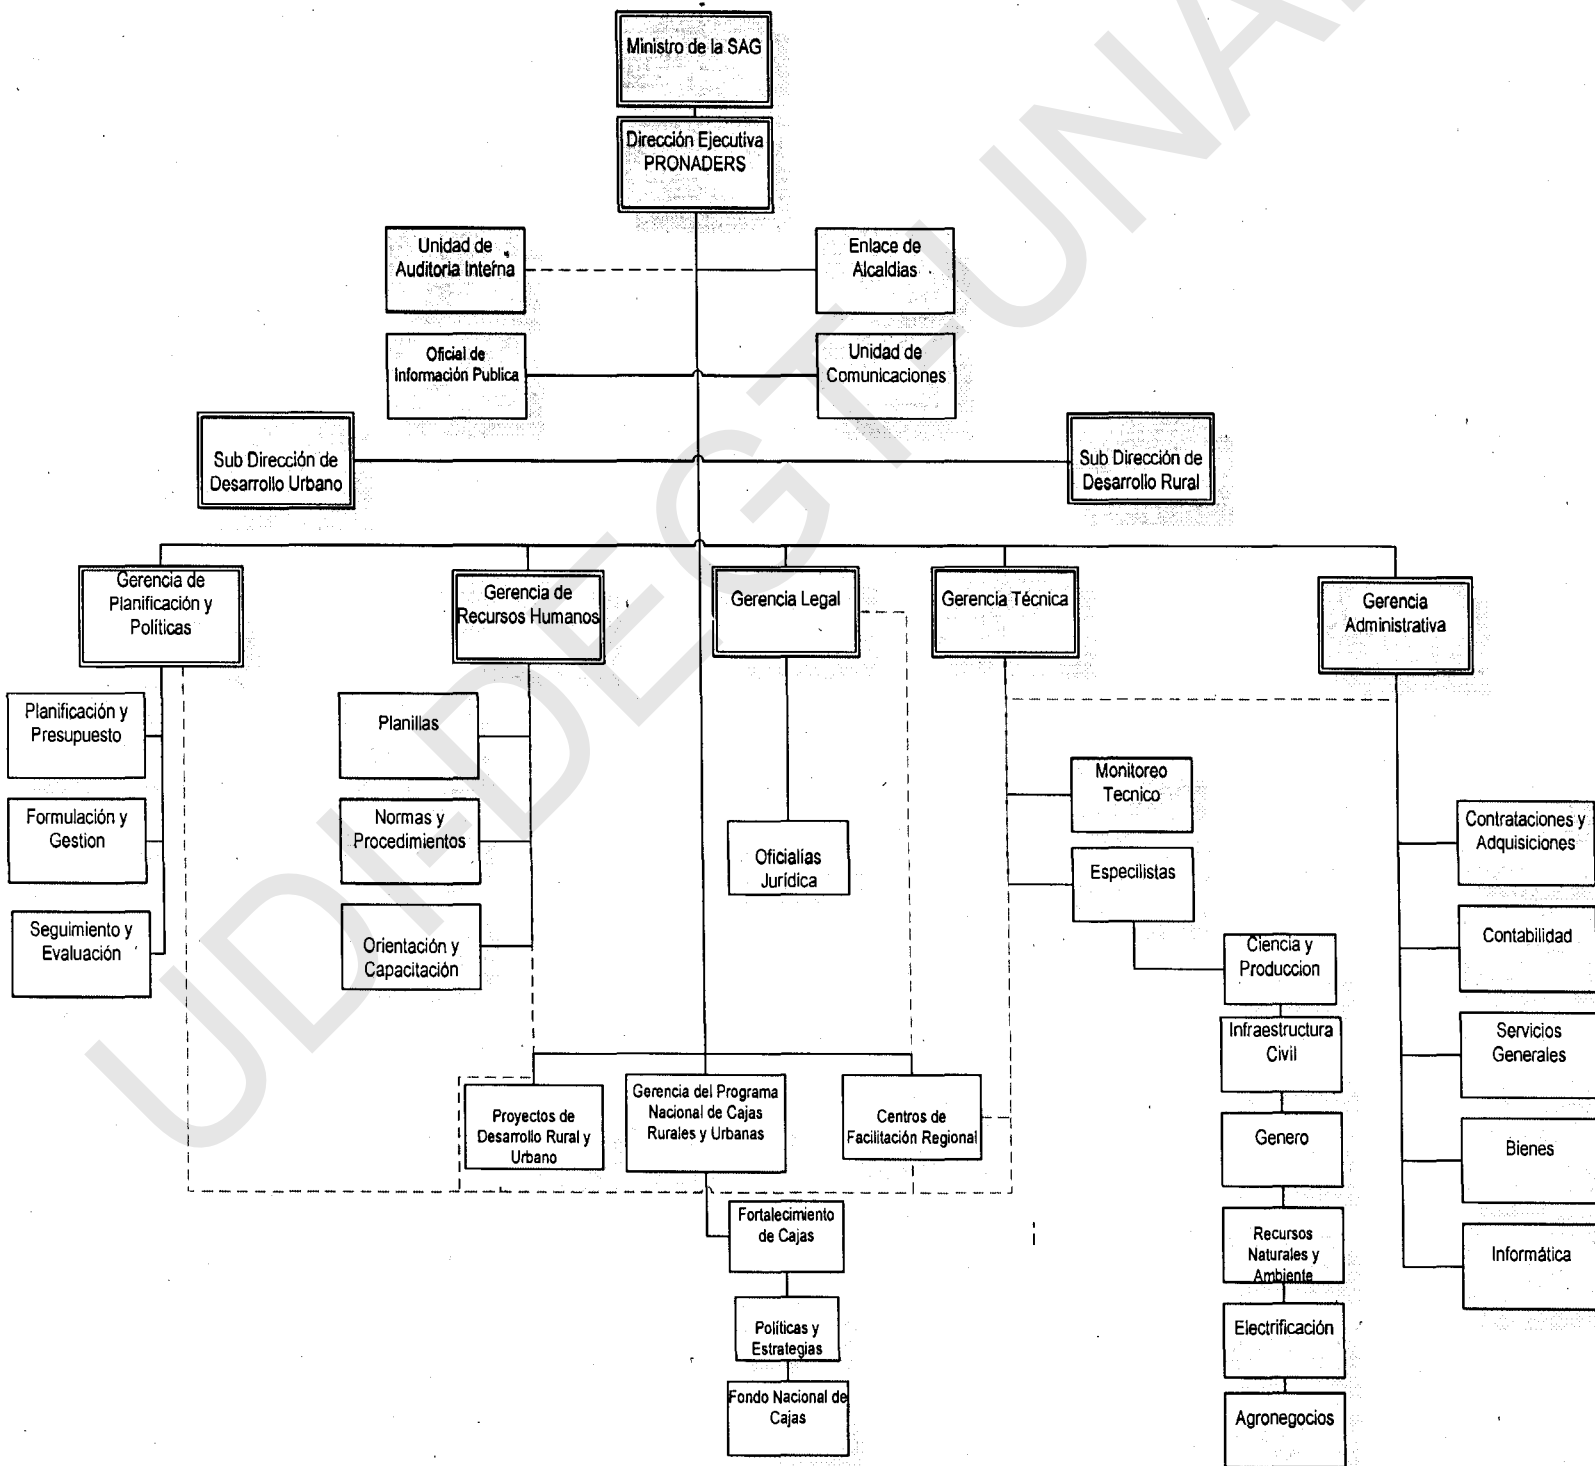 Ministro de la SAG
Dirección Ejecutiva
PRONADERS
Unidad de
Auditoria Interna
Enlace de
Alcaldias
Oficial de
Información Publica
Unidad de
Comunicaciones
Sub Dirección de
Desarrollo Urbano
Sub Dirección de
Desarrollo Rural
Gerencia de
Planificación y
Políticas
Gerencia de
Recursos Humanos
Gerencia Legal
Gerencia Técnica
Gerencia
Administrativa
Planificación y
Presupuesto
Formulación y
Gestion
Seguimiento y
Evaluación
Planillas
Normas y
Procedimientos
Orientación y
Capacitación
Oficialías
Jurídica
Monitoreo
Tecnico
Especilistas
Ciencia y
Produccion
Infraestructura
Civil
Genero
Recursos
Naturales y
Ambiente
Electrificación
Agronegocios
Contrataciones y
Adquisiciones
Contabilidad
Servicios
Generales
Bienes
Informática
Proyectos de
Desarrollo Rural y
Urbano
Gerencia del Programa
Nacional de Cajas
Rurales y Urbanas
Centros de
Facilitación Regional
Fortalecimiento
de Cajas
Políticas y
Estrategias
Fondo Nacional de
Cajas
UDI-DEGT-UNA